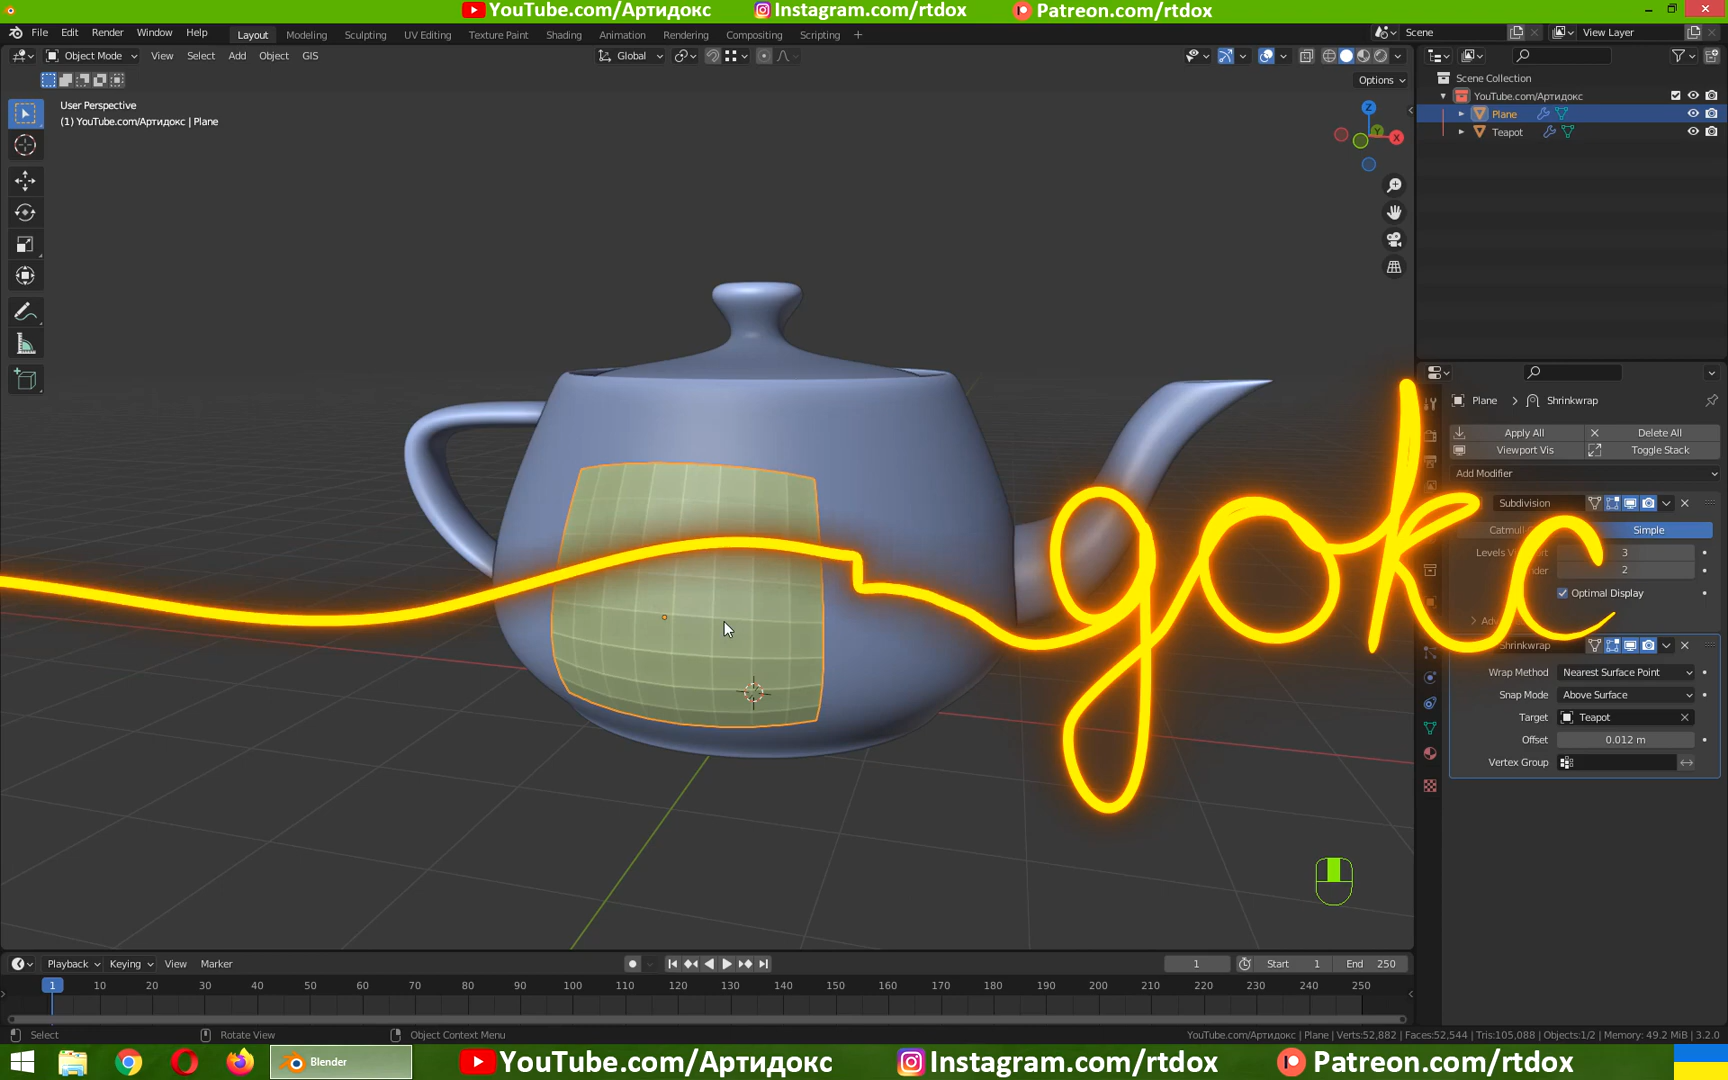 YouTube.com/Артидокс Instagram.com/rtdox Patreon.com/rtdox
File Edit Render Window Help Layout Modeling Sculpting UV Editing Texture Paint Shading Animation Rendering Compositing Scripting + Scene View Layer
Object Mode View Select Add Object GIS Global
Options
User Perspective
(1) YouTube.com/Артидокс | Plane
Z
Y
X
Scene Collection
YouTube.com/Артидокс
Plane
Teapot
Plane > Shrinkwrap
Apply All Delete All
Viewport Vis Toggle Stack
Add Modifier
Subdivision
Simple
3
2
Optimal Display
Shrinkwrap
Wrap Method Nearest Surface Point
Snap Mode Above Surface
Target Teapot
Offset 0.012 m
Vertex Group
докс
Playback Keying View Marker 1 Start 1 End 250
1 10 20 30 40 50 60 70 80 90 100 110 120 130 140 150 160 170 180 190 200 210 220 230 240 250
Select Rotate View Object Context Menu YouTube.com/Артидокс | Plane | Verts:52,882 | Faces:52,544 | Tris:105,088 | Objects:1/2 | Memory: 49.2 MiB | 3.2.0
Blender YouTube.com/Артидокс Instagram.com/rtdox Patreon.com/rtdox